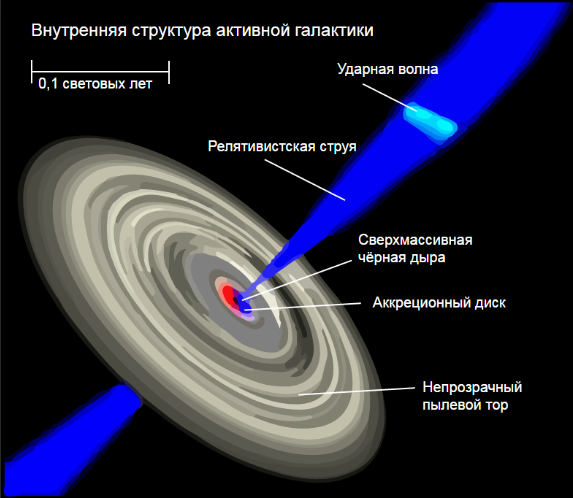 Внутренняя структура активной галактики
0,1 световых лет
Ударная волна
Релятивистская струя
Сверхмассивная
чёрная дыра
Аккреционный диск
Непрозрачный
пылевой тор